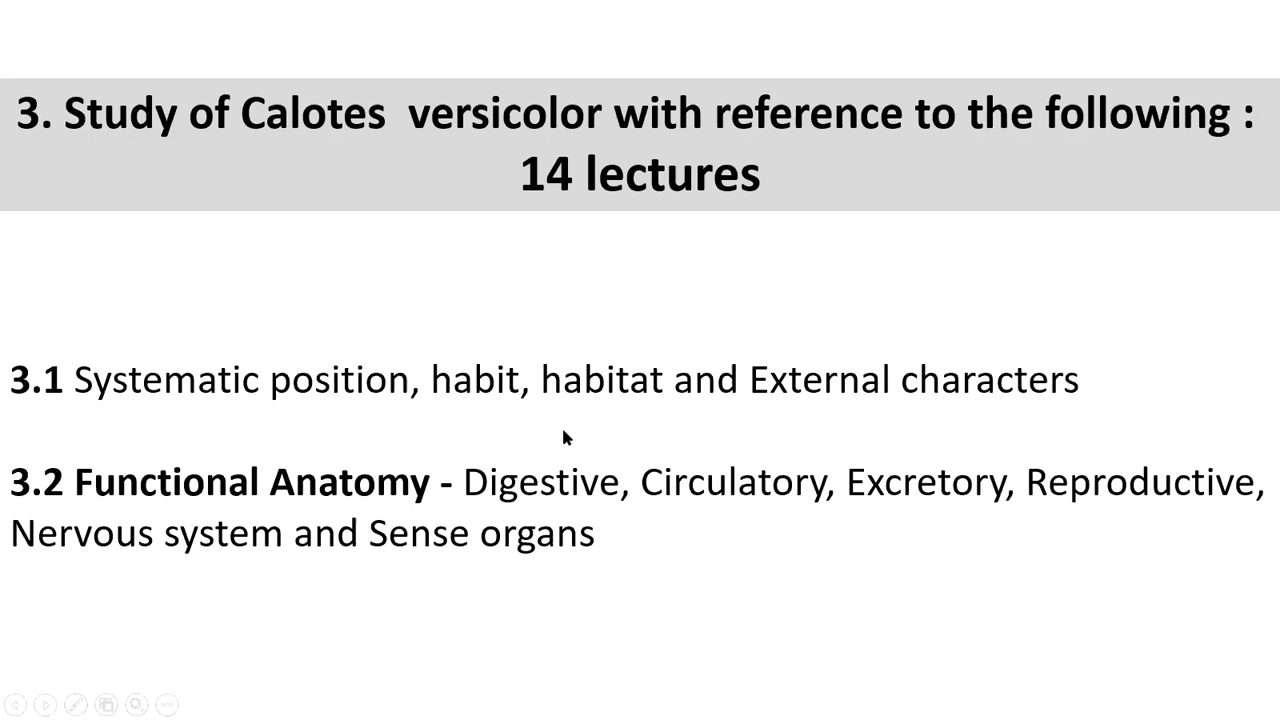 3. Study of Calotes  versicolor with reference to the following :
14 lectures
3.1 Systematic position, habit, habitat and External characters
3.2 Functional Anatomy - Digestive, Circulatory, Excretory, Reproductive,
Nervous system and Sense organs